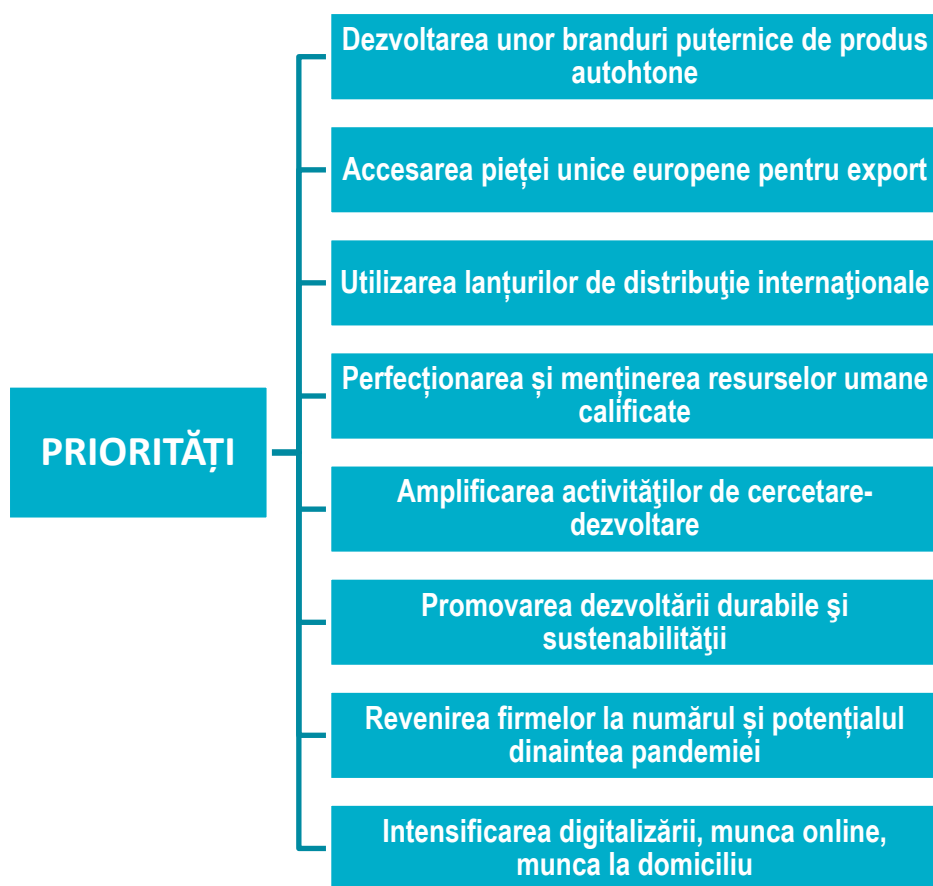 Dezvoltarea unor branduri puternice de produs
autohtone
Accesarea pieței unice europene pentru export
Utilizarea lanțurilor de distribuţie internaţionale
Perfecționarea și menținerea resurselor umane
calificate
PRIORITĂȚI
Amplificarea activităţilor de cercetare-
dezvoltare
Promovarea dezvoltării durabile şi
sustenabilităţii
Revenirea firmelor la numărul și potențialul
dinaintea pandemiei
Intensificarea digitalizării, munca online,
munca la domiciliu